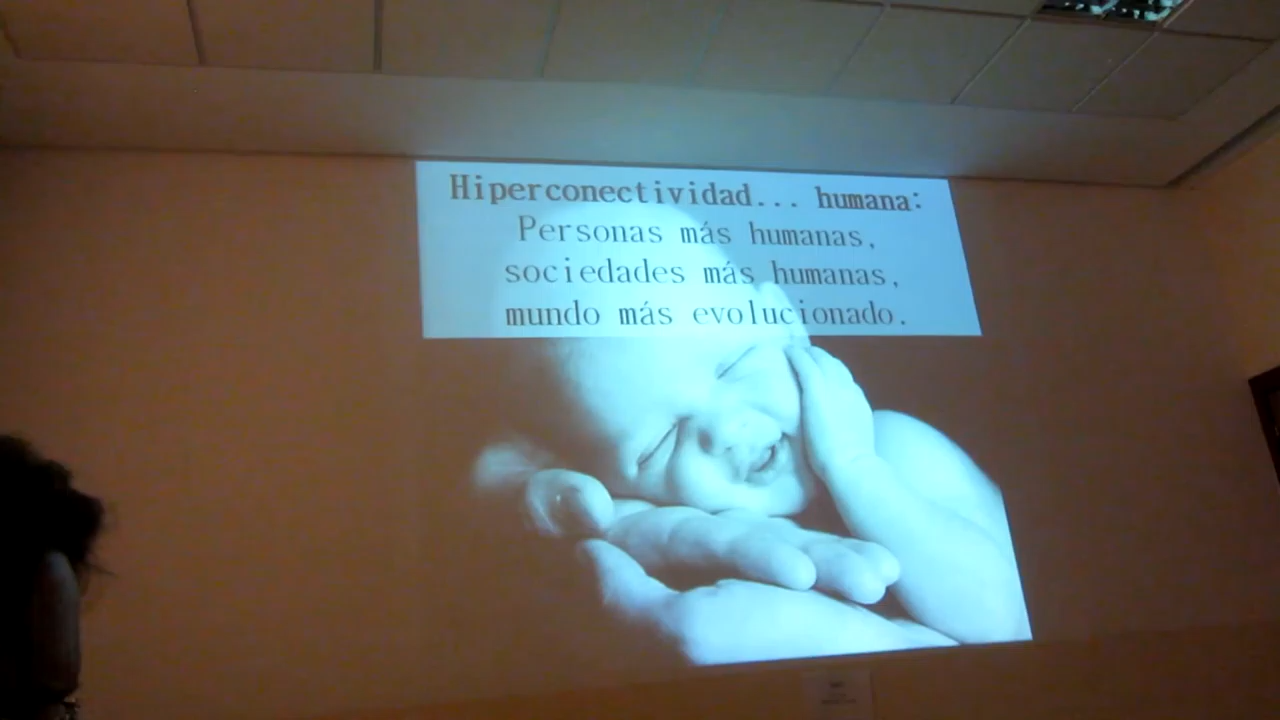 Hiperconectividad... humana:
Personas más humanas,
sociedades más humanas,
mundo más evolucionado.